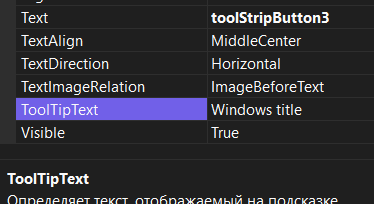 Text toolStripButton3
TextAlign MiddleCenter
TextDirection Horizontal
TextImageRelation ImageBeforeText
ToolTipText Windows title
Visible True
ToolTipText
Определяет текст, отображаемый на подсказке